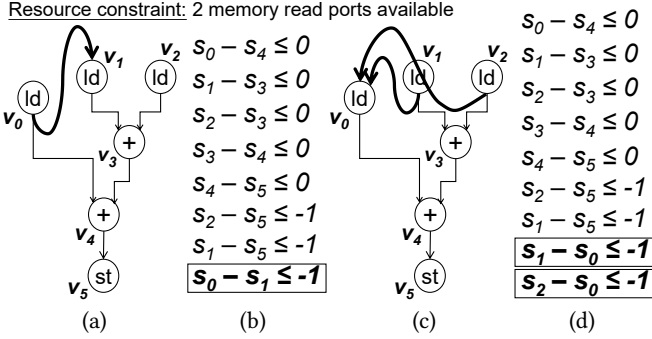 Resource constraint: 2 memory read ports available
ld
v0
ld
v1
ld
v2
+
v3
+
v4
st
v5
(a)
s0 – s4 ≤ 0
s1 – s3 ≤ 0
s2 – s3 ≤ 0
s3 – s4 ≤ 0
s4 – s5 ≤ 0
s2 – s5 ≤ -1
s1 – s5 ≤ -1
s0 – s1 ≤ -1
(b)
ld
v0
ld
v1
ld
v2
+
v3
+
v4
st
v5
(c)
s0 – s4 ≤ 0
s1 – s3 ≤ 0
s2 – s3 ≤ 0
s3 – s4 ≤ 0
s4 – s5 ≤ 0
s2 – s5 ≤ -1
s1 – s5 ≤ -1
s1 – s0 ≤ -1
s2 – s0 ≤ -1
(d)